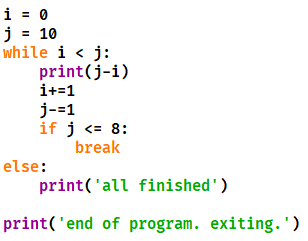 i = 0
j = 10
while i < j:
    print(j-i)
    i+=1
    j-=1
    if j <= 8:
        break
else:
    print('all finished')

print('end of program. exiting.')